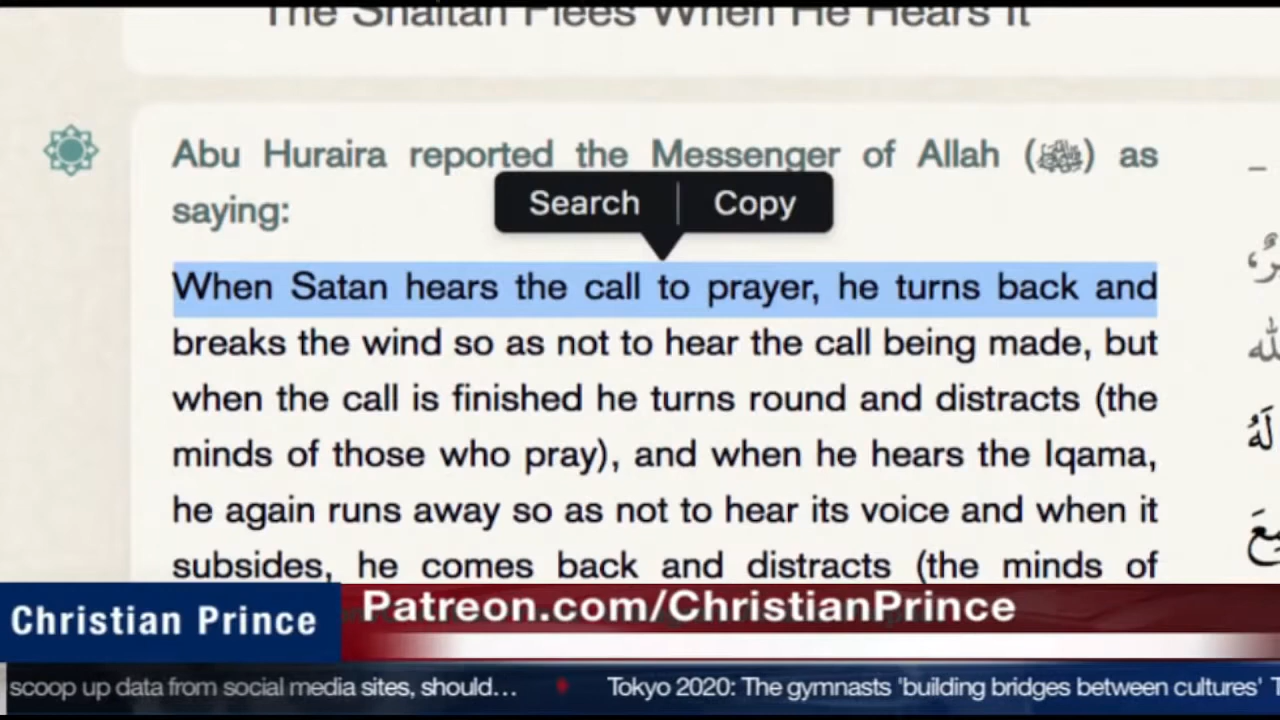 The Shaitan Flees When He Hears It
Abu Huraira reported the Messenger of Allah (ﷺ) as
saying:
Search
Copy
When Satan hears the call to prayer, he turns back and
breaks the wind so as not to hear the call being made, but
when the call is finished he turns round and distracts (the
minds of those who pray), and when he hears the Iqama,
he again runs away so as not to hear its voice and when it
subsides, he comes back and distracts (the minds of
لَهُ
Christian Prince
Patreon.com/ChristianPrince
scoop up data from social media sites, should...
Tokyo 2020: The gymnasts 'building bridges between cultures'